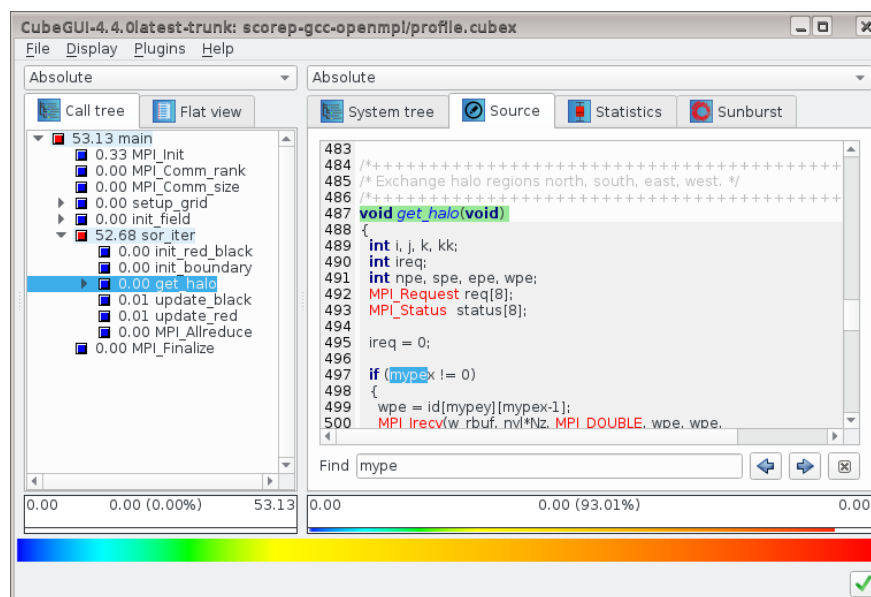 CubeGUI-4.4.0latest-trunk: scorep-gcc-openmpi/profile.cubex
File Display Plugins Help
Absolute
Absolute
Call tree
Flat view
System tree
Source
Statistics
Sunburst
53.13 main
0.33 MPI_Init
0.00 MPI_Comm_rank
0.00 MPI_Comm_size
0.00 setup_grid
0.00 init_field
52.68 sor_iter
0.00 init_red_black
0.00 init_boundary
0.00 get_halo
0.01 update_black
0.01 update_red
0.00 MPI_Allreduce
0.00 MPI_Finalize
483
484 /*++++++++++++++++++++++++++++++++++++++++
485 /* Exchange halo regions north, south, east, west. */
486 /*++++++++++++++++++++++++++++++++++++++++
487 void get_halo(void)
488 {
489 int i, j, k, kk;
490 int ireq;
491 int npe, spe, epe, wpe;
492 MPI_Request req[8];
493 MPI_Status status[8];
494
495 ireq = 0;
496
497 if (mypex != 0)
498 {
499 wpe = id[mypey][mypex-1];
500 MPI_Irecv(w_rbuf, nyl*Nz, MPI_DOUBLE, wpe, wpe,
Find mype
0.00 0.00 (0.00%) 53.13
0.00 0.00 (93.01%) 0.00